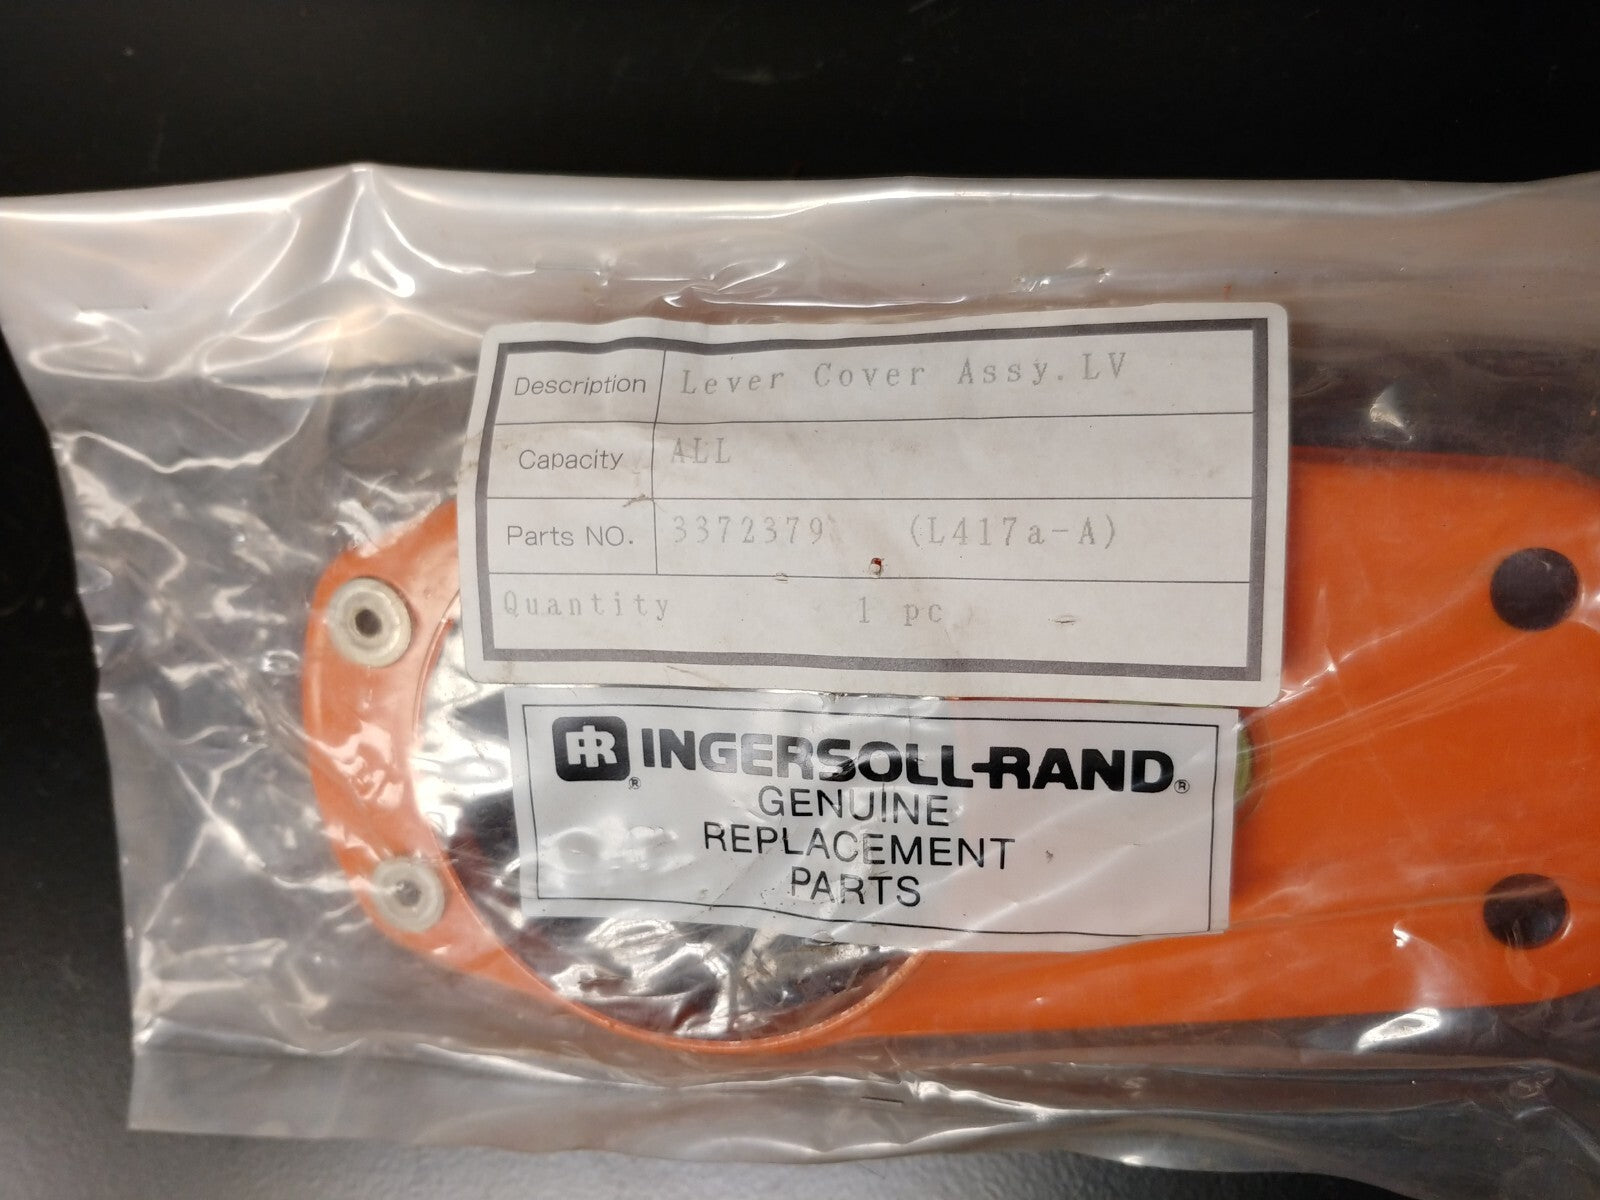 Description Lever Cover Assy. LV
Capacity ALL
Parts NO. 3372379 (L417a-A)
Quantity 1 pc
IR® INGERSOLL-RAND®
GENUINE
REPLACEMENT
PARTS